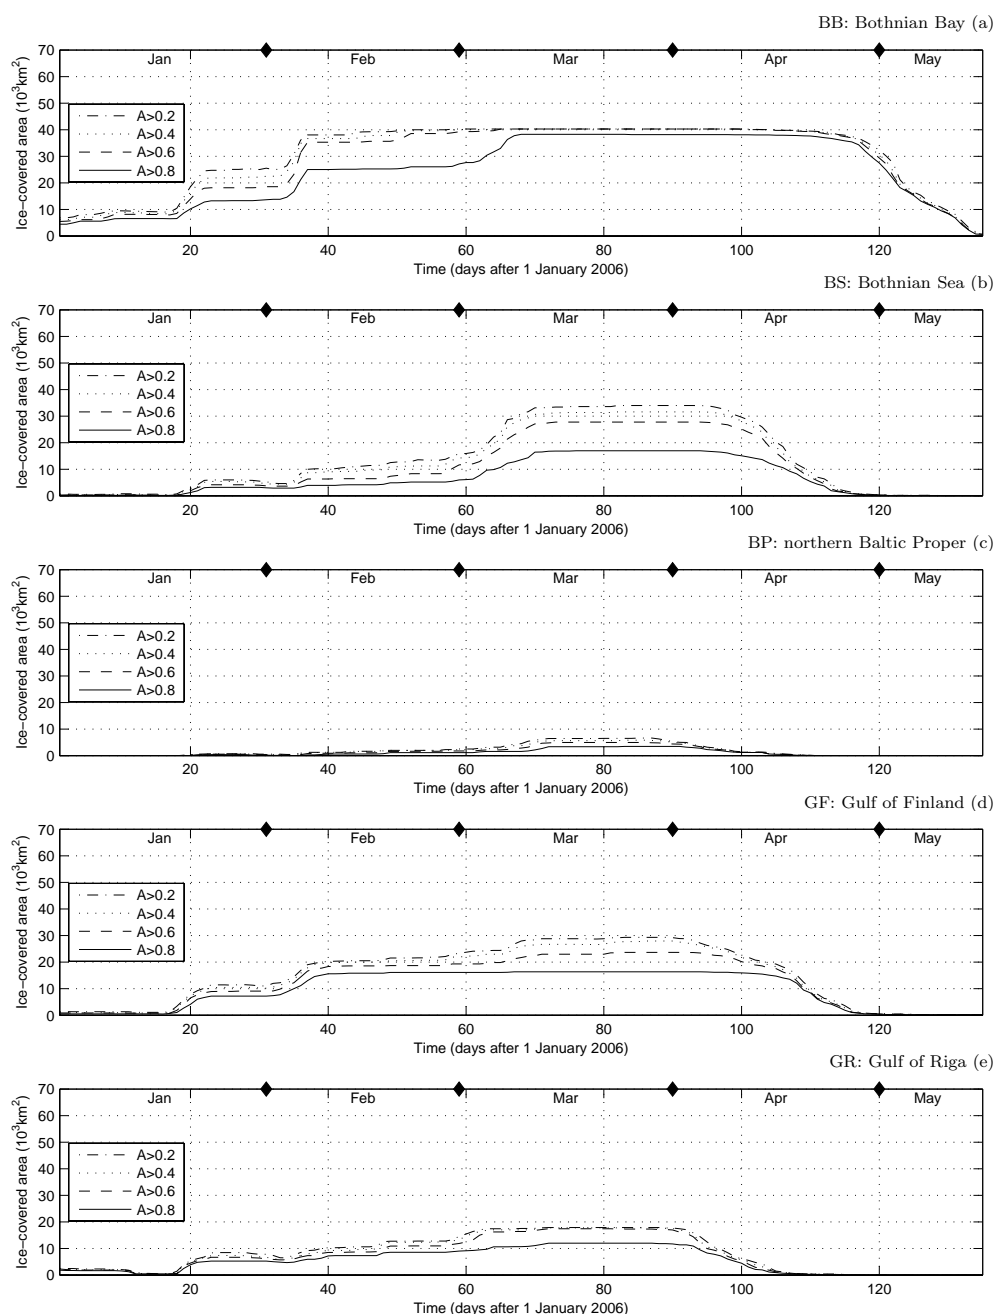 BB: Bothnian Bay (a)
70
60
50
40
30
20
10
0
Ice−covered area (10³km²)
Jan Feb Mar Apr May
A>0.2
A>0.4
A>0.6
A>0.8
20 40 60 80 100 120
Time (days after 1 January 2006)
BS: Bothnian Sea (b)
70
60
50
40
30
20
10
0
Ice−covered area (10³km²)
Jan Feb Mar Apr May
A>0.2
A>0.4
A>0.6
A>0.8
20 40 60 80 100 120
Time (days after 1 January 2006)
BP: northern Baltic Proper (c)
70
60
50
40
30
20
10
0
Ice−covered area (10³km²)
Jan Feb Mar Apr May
A>0.2
A>0.4
A>0.6
A>0.8
20 40 60 80 100 120
Time (days after 1 January 2006)
GF: Gulf of Finland (d)
70
60
50
40
30
20
10
0
Ice−covered area (10³km²)
Jan Feb Mar Apr May
A>0.2
A>0.4
A>0.6
A>0.8
20 40 60 80 100 120
Time (days after 1 January 2006)
GR: Gulf of Riga (e)
70
60
50
40
30
20
10
0
Ice−covered area (10³km²)
Jan Feb Mar Apr May
A>0.2
A>0.4
A>0.6
A>0.8
20 40 60 80 100 120
Time (days after 1 January 2006)